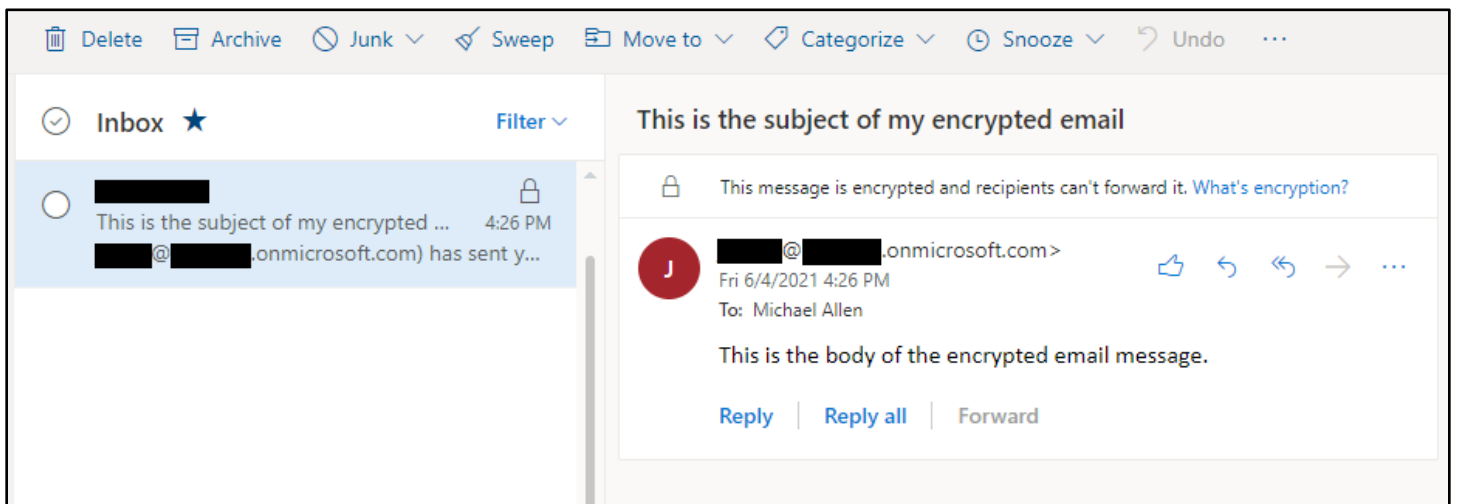 Delete Archive Junk Sweep Move to Categorize Snooze Undo ...
Inbox Filter
This is the subject of my encrypted ... 4:26 PM
@ .onmicrosoft.com) has sent y...
This is the subject of my encrypted email
This message is encrypted and recipients can't forward it. What's encryption?
J
@ .onmicrosoft.com>
Fri 6/4/2021 4:26 PM
To: Michael Allen
This is the body of the encrypted email message.
Reply Reply all Forward